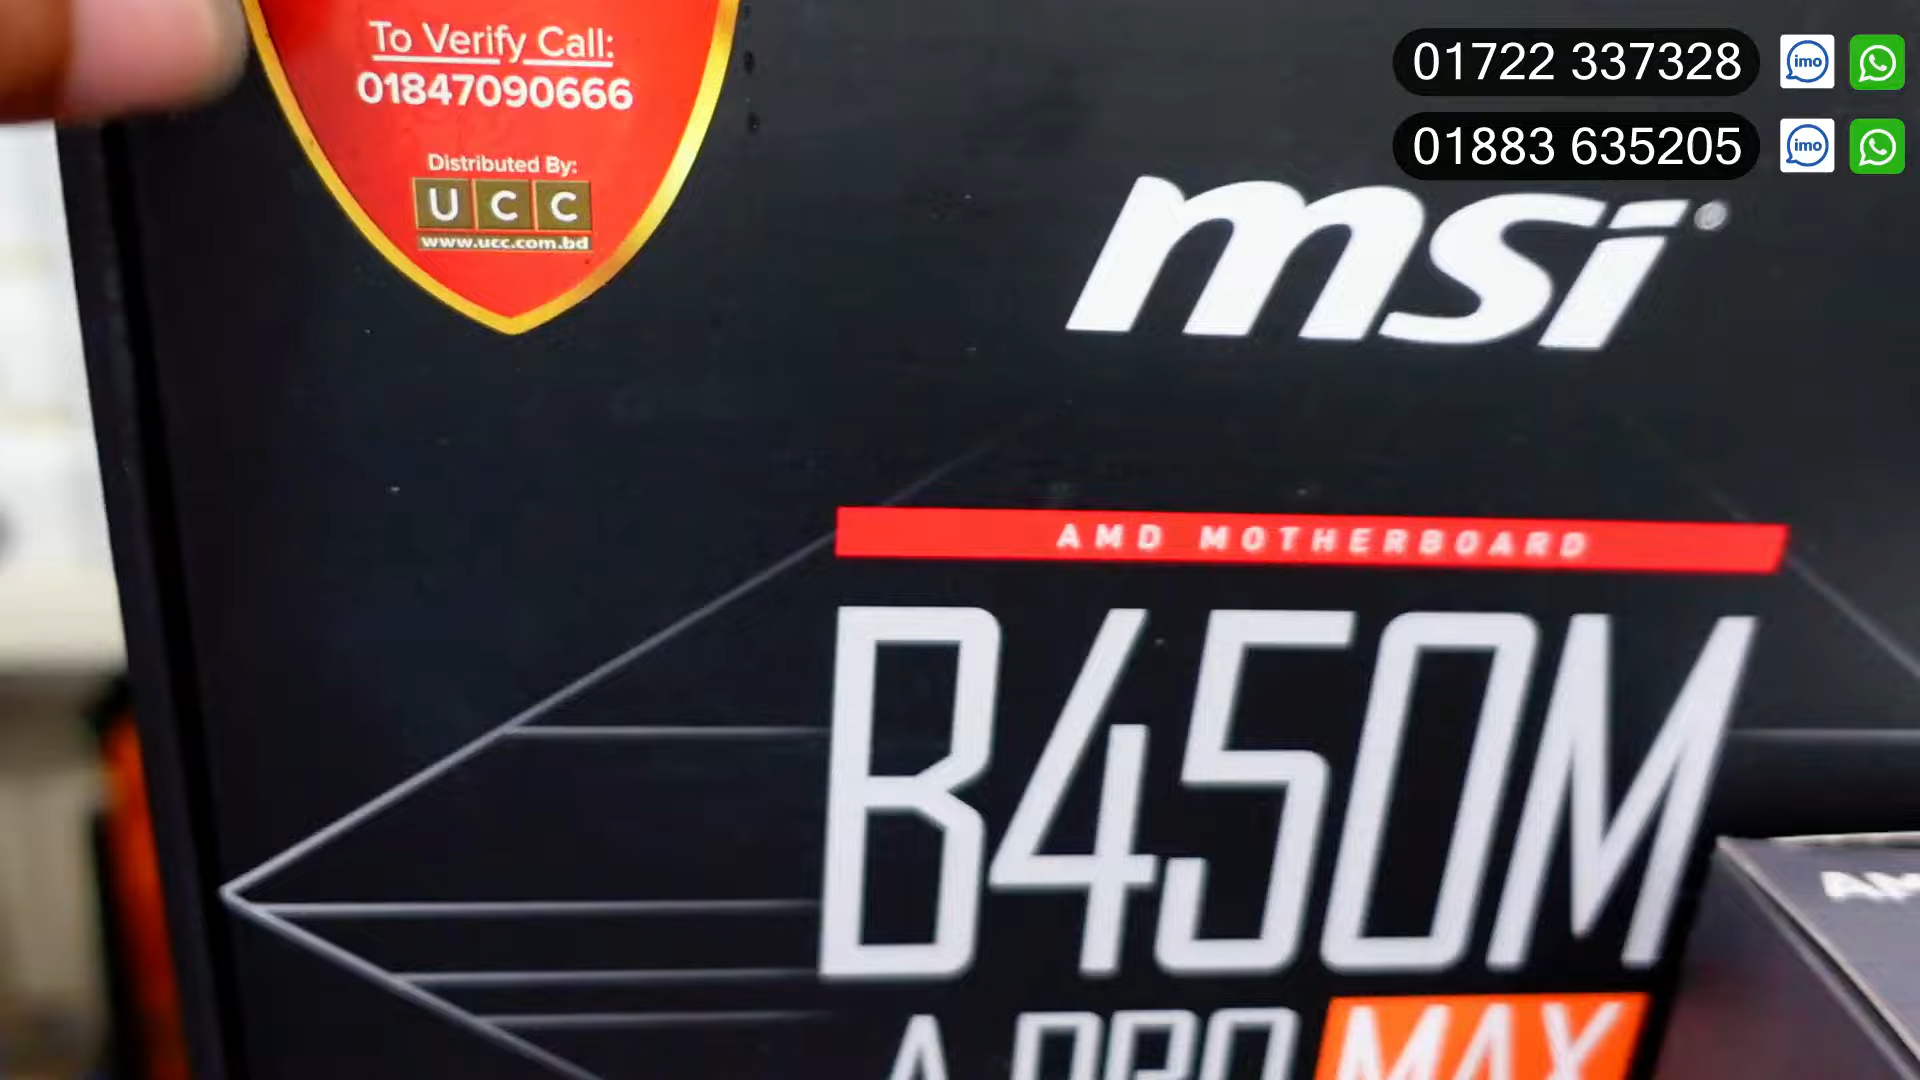 To Verify Call:
01847090666
Distributed By:
UCC
www.ucc.com.bd
01722 337328
imo
01883 635205
imo
msi®
AMD MOTHERBOARD
B450M
A PRO MAX